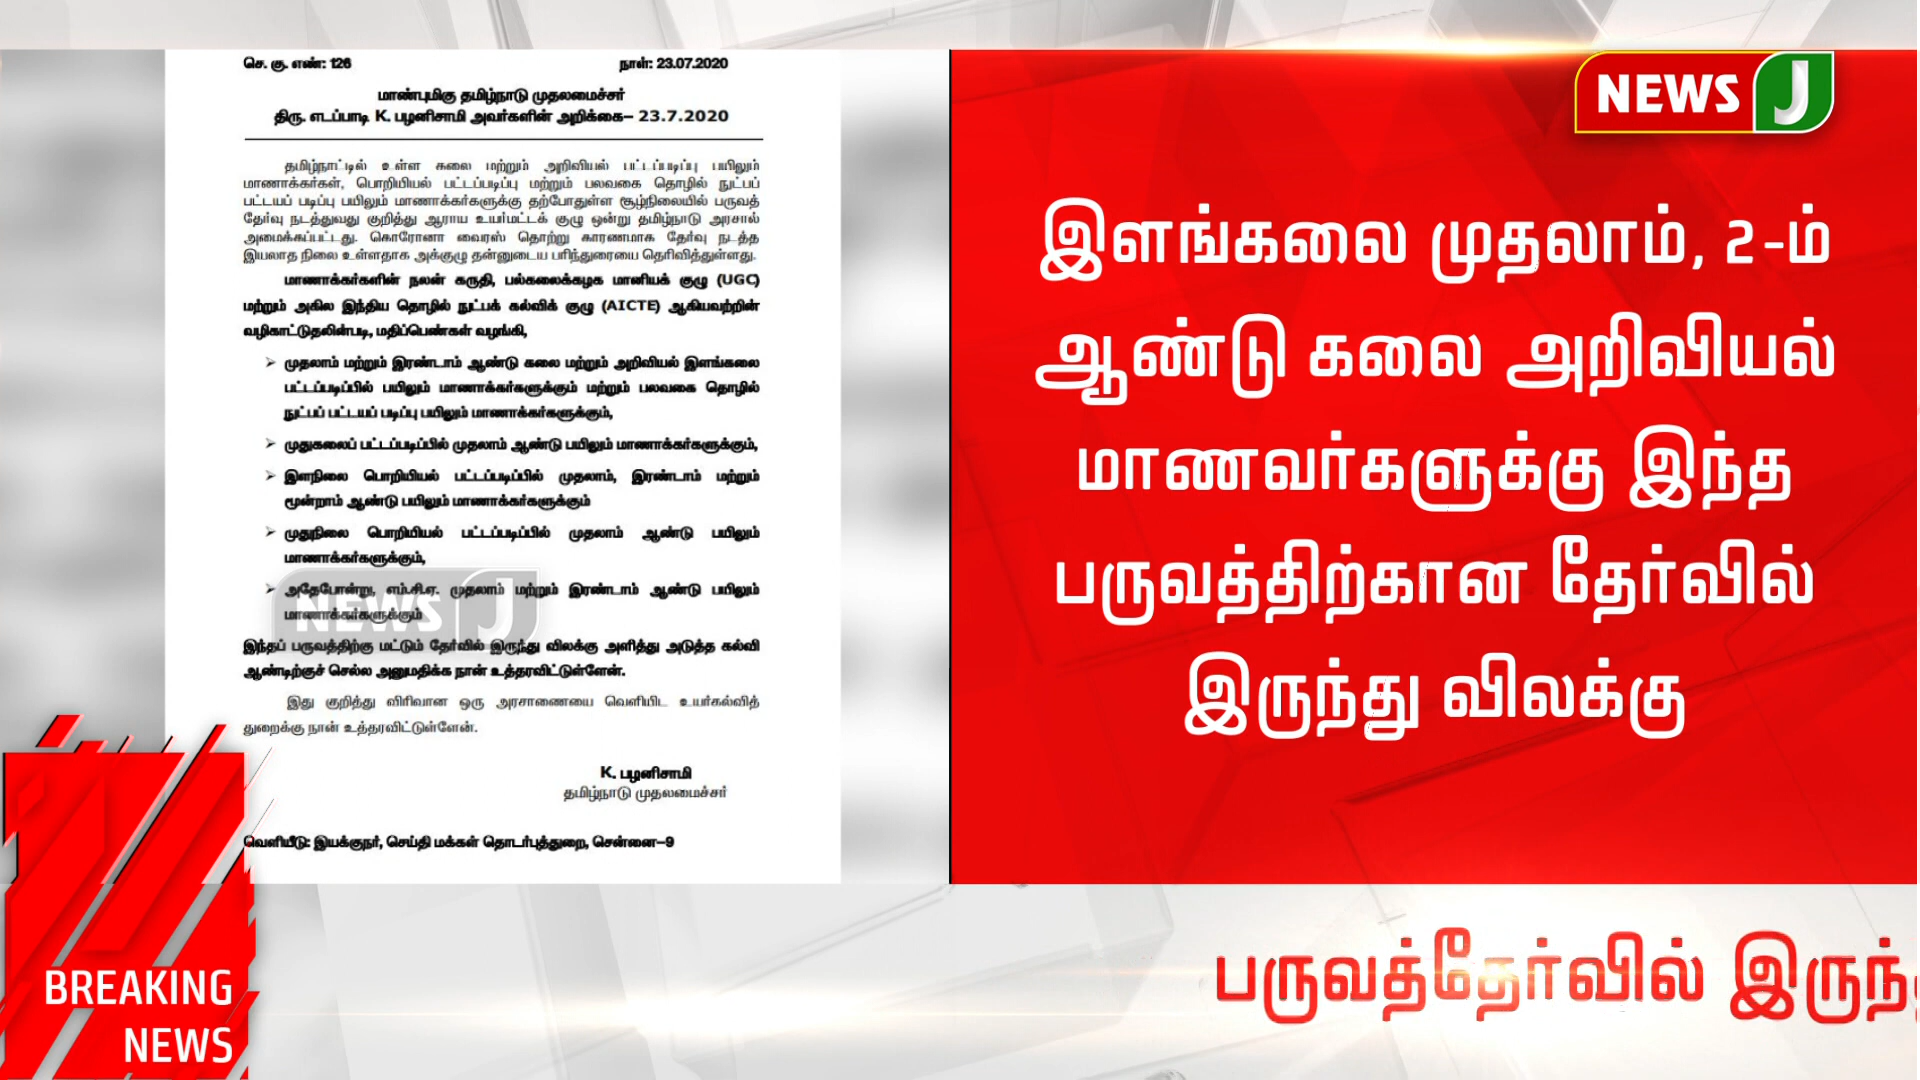 செ. கு. எண்: 126
நாள்: 23.07.2020
மாண்புமிகு தமிழ்நாடு முதலமைச்சர்
திரு. எடப்பாடி K. பழனிசாமி அவர்களின் அறிக்கை– 23.7.2020
தமிழ்நாட்டில் உள்ள கலை மற்றும் அறிவியல் பட்டப்படிப்பு பயிலும்
மாணாக்கர்கள், பொறியியல் பட்டப்படிப்பு மற்றும் பலவகை தொழில் நுட்பப்
பட்டயப் படிப்பு பயிலும் மாணாக்கர்களுக்கு தற்போதுள்ள சூழ்நிலையில் பருவத்
தேர்வு நடத்துவது குறித்து ஆராய உயர்மட்டக் குழு ஒன்று தமிழ்நாடு அரசால்
அமைக்கப்பட்டது. கொரோனா வைரஸ் தொற்று காரணமாக தேர்வு நடத்த
இயலாத நிலை உள்ளதாக அக்குழு தன்னுடைய பரிந்துரையை தெரிவித்துள்ளது.
மாணாக்கர்களின் நலன் கருதி, பல்கலைக்கழக மானியக் குழு (UGC)
மற்றும் அகில இந்திய தொழில் நுட்பக் கல்விக் குழு (AICTE) ஆகியவற்றின்
வழிகாட்டுதலின்படி, மதிப்பெண்கள் வழங்கி,
➢ முதலாம் மற்றும் இரண்டாம் ஆண்டு கலை மற்றும் அறிவியல் இளங்கலை
பட்டப்படிப்பில் பயிலும் மாணாக்கர்களுக்கும் மற்றும் பலவகை தொழில்
நுட்பப் பட்டயப் படிப்பு பயிலும் மாணாக்கர்களுக்கும்,
➢ முதுகலைப் பட்டப்படிப்பில் முதலாம் ஆண்டு பயிலும் மாணாக்கர்களுக்கும்,
➢ இளநிலை பொறியியல் பட்டப்படிப்பில் முதலாம், இரண்டாம் மற்றும்
மூன்றாம் ஆண்டு பயிலும் மாணாக்கர்களுக்கும்
➢ முதுநிலை பொறியியல் பட்டப்படிப்பில் முதலாம் ஆண்டு பயிலும்
மாணாக்கர்களுக்கும்,
➢ அதேபோன்று, எம்.சி.ஏ. முதலாம் மற்றும் இரண்டாம் ஆண்டு பயிலும்
மாணாக்கர்களுக்கும்
NEWS J
இந்தப் பருவத்திற்கு மட்டும் தேர்வில் இருந்து விலக்கு அளித்து அடுத்த கல்வி
ஆண்டிற்குச் செல்ல அனுமதிக்க நான் உத்தரவிட்டுள்ளேன்.
இது குறித்து விரிவான ஒரு அரசாணையை வெளியிட உயர்கல்வித்
துறைக்கு நான் உத்தரவிட்டுள்ளேன்.
K. பழனிசாமி
தமிழ்நாடு முதலமைச்சர்
வெளியீடு: இயக்குநர், செய்தி மக்கள் தொடர்புத்துறை, சென்னை–9
NEWS J
இளங்கலை முதலாம், 2-ம்
ஆண்டு கலை அறிவியல்
மாணவர்களுக்கு இந்த
பருவத்திற்கான தேர்வில்
இருந்து விலக்கு
BREAKING
NEWS
பருவத்தேர்வில் இருந்